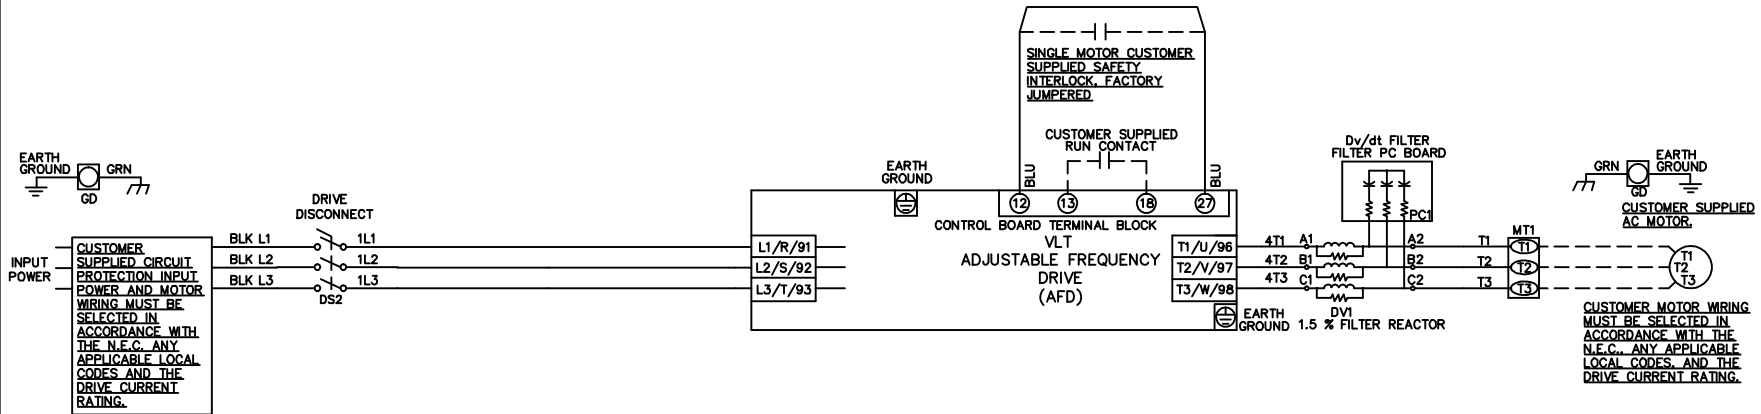 SINGLE MOTOR CUSTOMER
SUPPLIED SAFETY
INTERLOCK, FACTORY
JUMPERED
CUSTOMER SUPPLIED
RUN CONTACT
BLU
BLU
EARTH
GROUND
GRN
GD
DRIVE
DISCONNECT
EARTH
GROUND
12
13
18
27
CONTROL BOARD TERMINAL BLOCK
Dv/dt FILTER
FILTER PC BOARD
PC1
GRN
EARTH
GROUND
GD
CUSTOMER SUPPLIED
AC MOTOR.
INPUT
POWER
CUSTOMER
SUPPLIED CIRCUIT
PROTECTION INPUT
POWER AND MOTOR
WIRING MUST BE
SELECTED IN
ACCORDANCE WITH
THE N.E.C. ANY
APPLICABLE LOCAL
CODES AND THE
DRIVE CURRENT
RATING.
BLK L1
BLK L2
BLK L3
1L1
1L2
1L3
DS2
L1/R/91
L2/S/92
L3/T/93
VLT
ADJUSTABLE FREQUENCY
DRIVE
(AFD)
T1/U/96
T2/V/97
T3/W/98
EARTH
GROUND
4T1
4T2
4T3
A1
B1
C1
A2
B2
C2
DV1
1.5 % FILTER REACTOR
T1
T2
T3
MT1
T1
T2
T3
T1
T2
T3
CUSTOMER MOTOR WIRING
MUST BE SELECTED IN
ACCORDANCE WITH THE
N.E.C., ANY APPLICABLE
LOCAL CODES, AND THE
DRIVE CURRENT RATING.